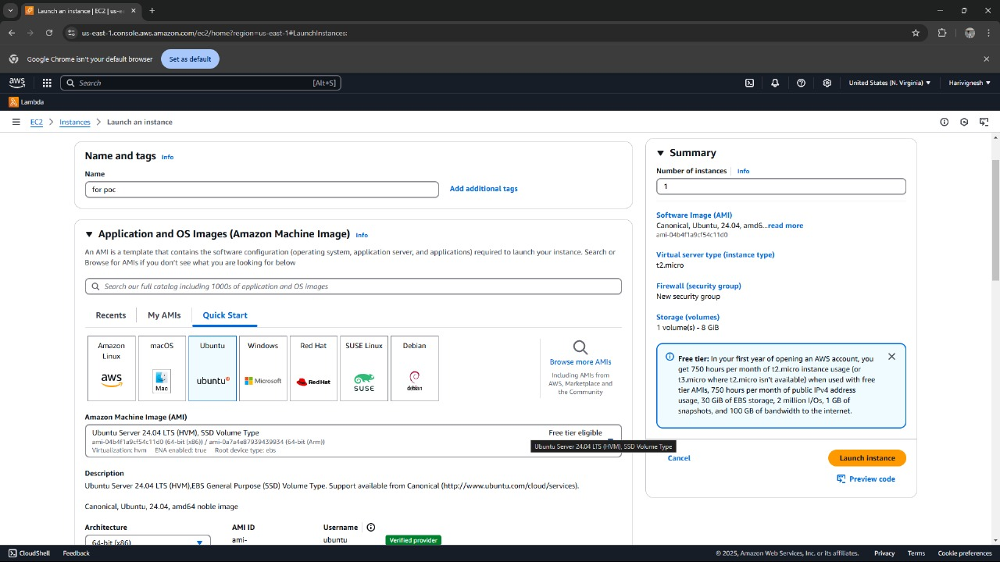 Launch an instance | EC2 | us-e
us-east-1.console.aws.amazon.com/ec2/home?region=us-east-1#LaunchInstances:
Google Chrome isn't your default browser
Set as default
aws
Search
[Alt+S]
United States (N. Virginia)
Harivignesh
Lambda
EC2
Instances
Launch an instance
Name and tags
Info
Name
for poc
Add additional tags
Application and OS Images (Amazon Machine Image)
Info
An AMI is a template that contains the software configuration (operating system, application server, and applications) required to launch your instance. Search or
Browse for AMIs if you don't see what you are looking for below
Search our full catalog including 1000s of application and OS images
Recents
My AMIs
Quick Start
Amazon
Linux
aws
macOS
Mac
Ubuntu
ubuntu
Windows
Microsoft
Red Hat
Red Hat
SUSE Linux
SUSE
Debian
debian
Browse more AMIs
Including AMIs from
AWS, Marketplace and
the Community
Amazon Machine Image (AMI)
Ubuntu Server 24.04 LTS (HVM), SSD Volume Type
Free tier eligible
ami-04b4f1a9cf54c11d0 (64-bit (x86)) / ami-0a7a4e87939439934 (64-bit (Arm))
Virtualization: hvm ENA enabled: true Root device type: ebs
Ubuntu Server 24.04 LTS (HVM), SSD Volume Type
Description
Ubuntu Server 24.04 LTS (HVM),EBS General Purpose (SSD) Volume Type. Support available from Canonical (http://www.ubuntu.com/cloud/services).
Canonical, Ubuntu, 24.04, amd64 noble image
Architecture
AMI ID
Username
64-bit (x86)
ami-
ubuntu
Verified provider
Summary
Number of instances
Info
1
Software Image (AMI)
Canonical, Ubuntu, 24.04, amd6...read more
ami-04b4f1a9cf54c11d0
Virtual server type (instance type)
t2.micro
Firewall (security group)
New security group
Storage (volumes)
1 volume(s) - 8 GiB
Free tier: In your first year of opening an AWS account, you
get 750 hours per month of t2.micro instance usage (or
t3.micro where t2.micro isn't available) when used with free
tier AMIs, 750 hours per month of public IPv4 address
usage, 30 GiB of EBS storage, 2 million I/Os, 1 GB of
snapshots, and 100 GB of bandwidth to the internet.
Cancel
Launch instance
Preview code
CloudShell
Feedback
© 2025, Amazon Web Services, Inc. or its affiliates.
Privacy
Terms
Cookie preferences